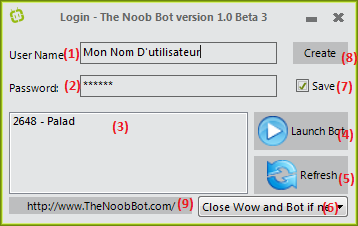 Login - The Noob Bot version 1.0 Beta 3
User Name: (1) Mon Nom D'utilisateur Create (8)
Password: (2) ****** Save (7)
2648 - Palad (3)
Launch Bot (4)
Refresh (5)
http://www.TheNoobBot.com/ (9) Close Wow and Bot if ne (6)